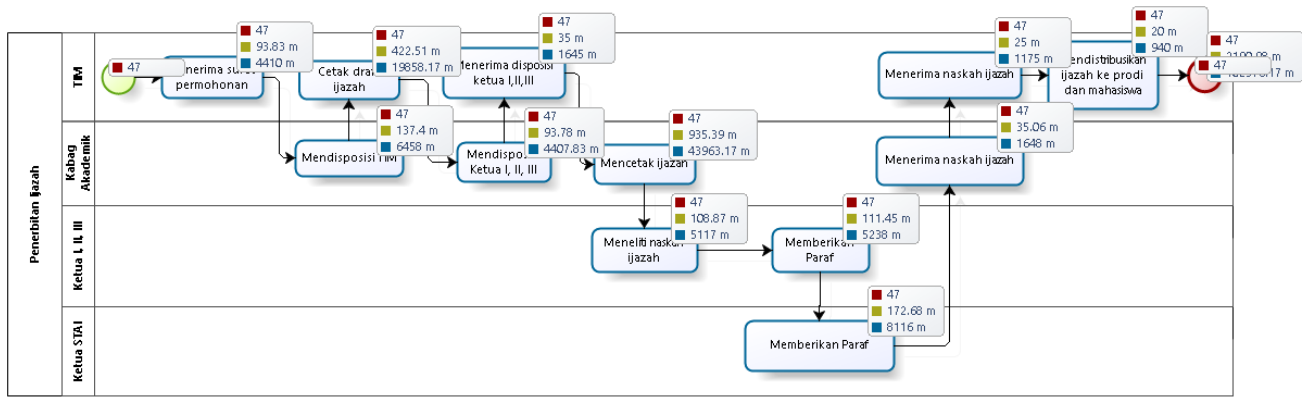 Penerbitan Ijazah
TIM
47
Menerima surat
permohonan
47
93.83 m
4410 m
Cetak draf
ijazah
47
422.51 m
19858.17 m
Menerima disposisi
ketua I,II,III
47
35 m
1645 m
Menerima naskah ijazah
47
25 m
1175 m
Mendistribusikan
ijazah ke prodi
dan mahasiswa
47
20 m
940 m
47
Kabag
Akademik
Mendisposisi TIM
47
137.4 m
6458 m
Ketua I, II, III
47
93.78 m
4407.83 m
Mencetak ijazah
47
935.39 m
43963.17 m
Menerima naskah ijazah
47
35.06 m
1648 m
Ketua I, II, III
Meneliti naskah
ijazah
47
108.87 m
5117 m
Memberikan
Paraf
47
111.45 m
5238 m
Ketua STAI
Memberikan Paraf
47
172.68 m
8116 m